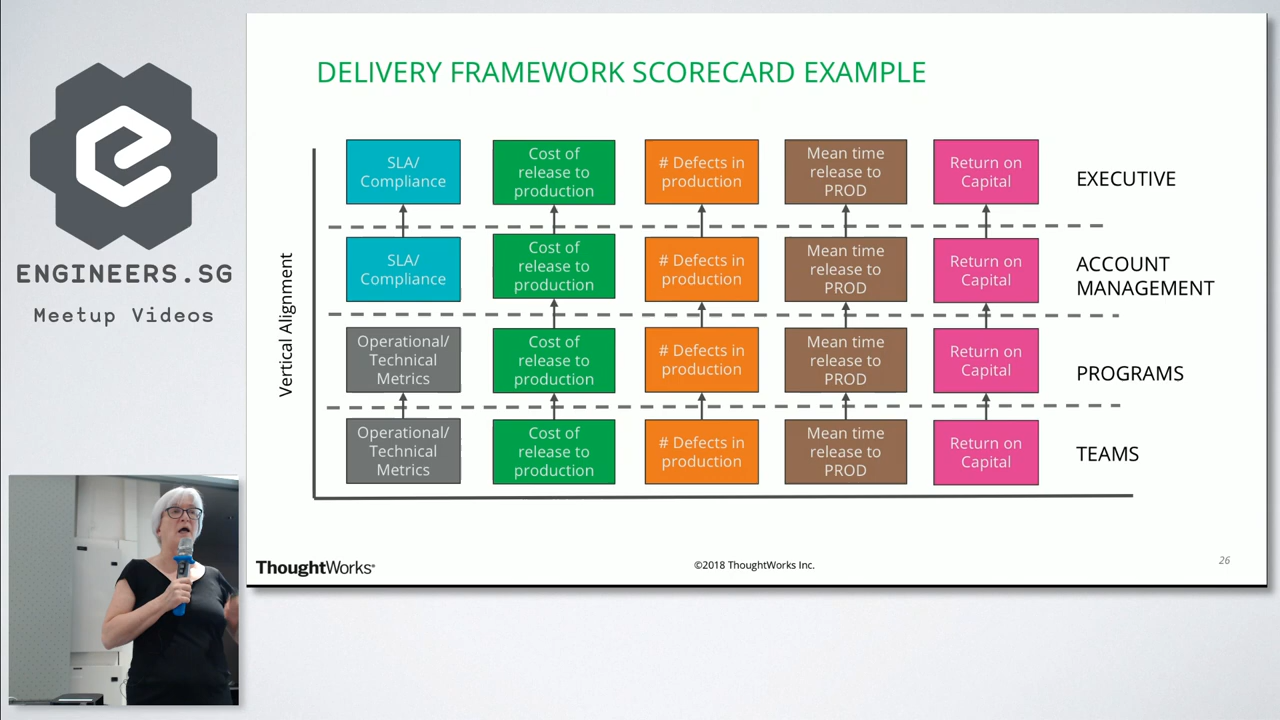 ENGINEERS.SG
Meetup Videos
DELIVERY FRAMEWORK SCORECARD EXAMPLE
Vertical Alignment
SLA/
Compliance
Cost of
release to
production
# Defects in
production
Mean time
release to
PROD
Return on
Capital
EXECUTIVE
SLA/
Compliance
Cost of
release to
production
# Defects in
production
Mean time
release to
PROD
Return on
Capital
ACCOUNT
MANAGEMENT
Operational/
Technical
Metrics
Cost of
release to
production
# Defects in
production
Mean time
release to
PROD
Return on
Capital
PROGRAMS
Operational/
Technical
Metrics
Cost of
release to
production
# Defects in
production
Mean time
release to
PROD
Return on
Capital
TEAMS
ThoughtWorks®
©2018 ThoughtWorks Inc.
26